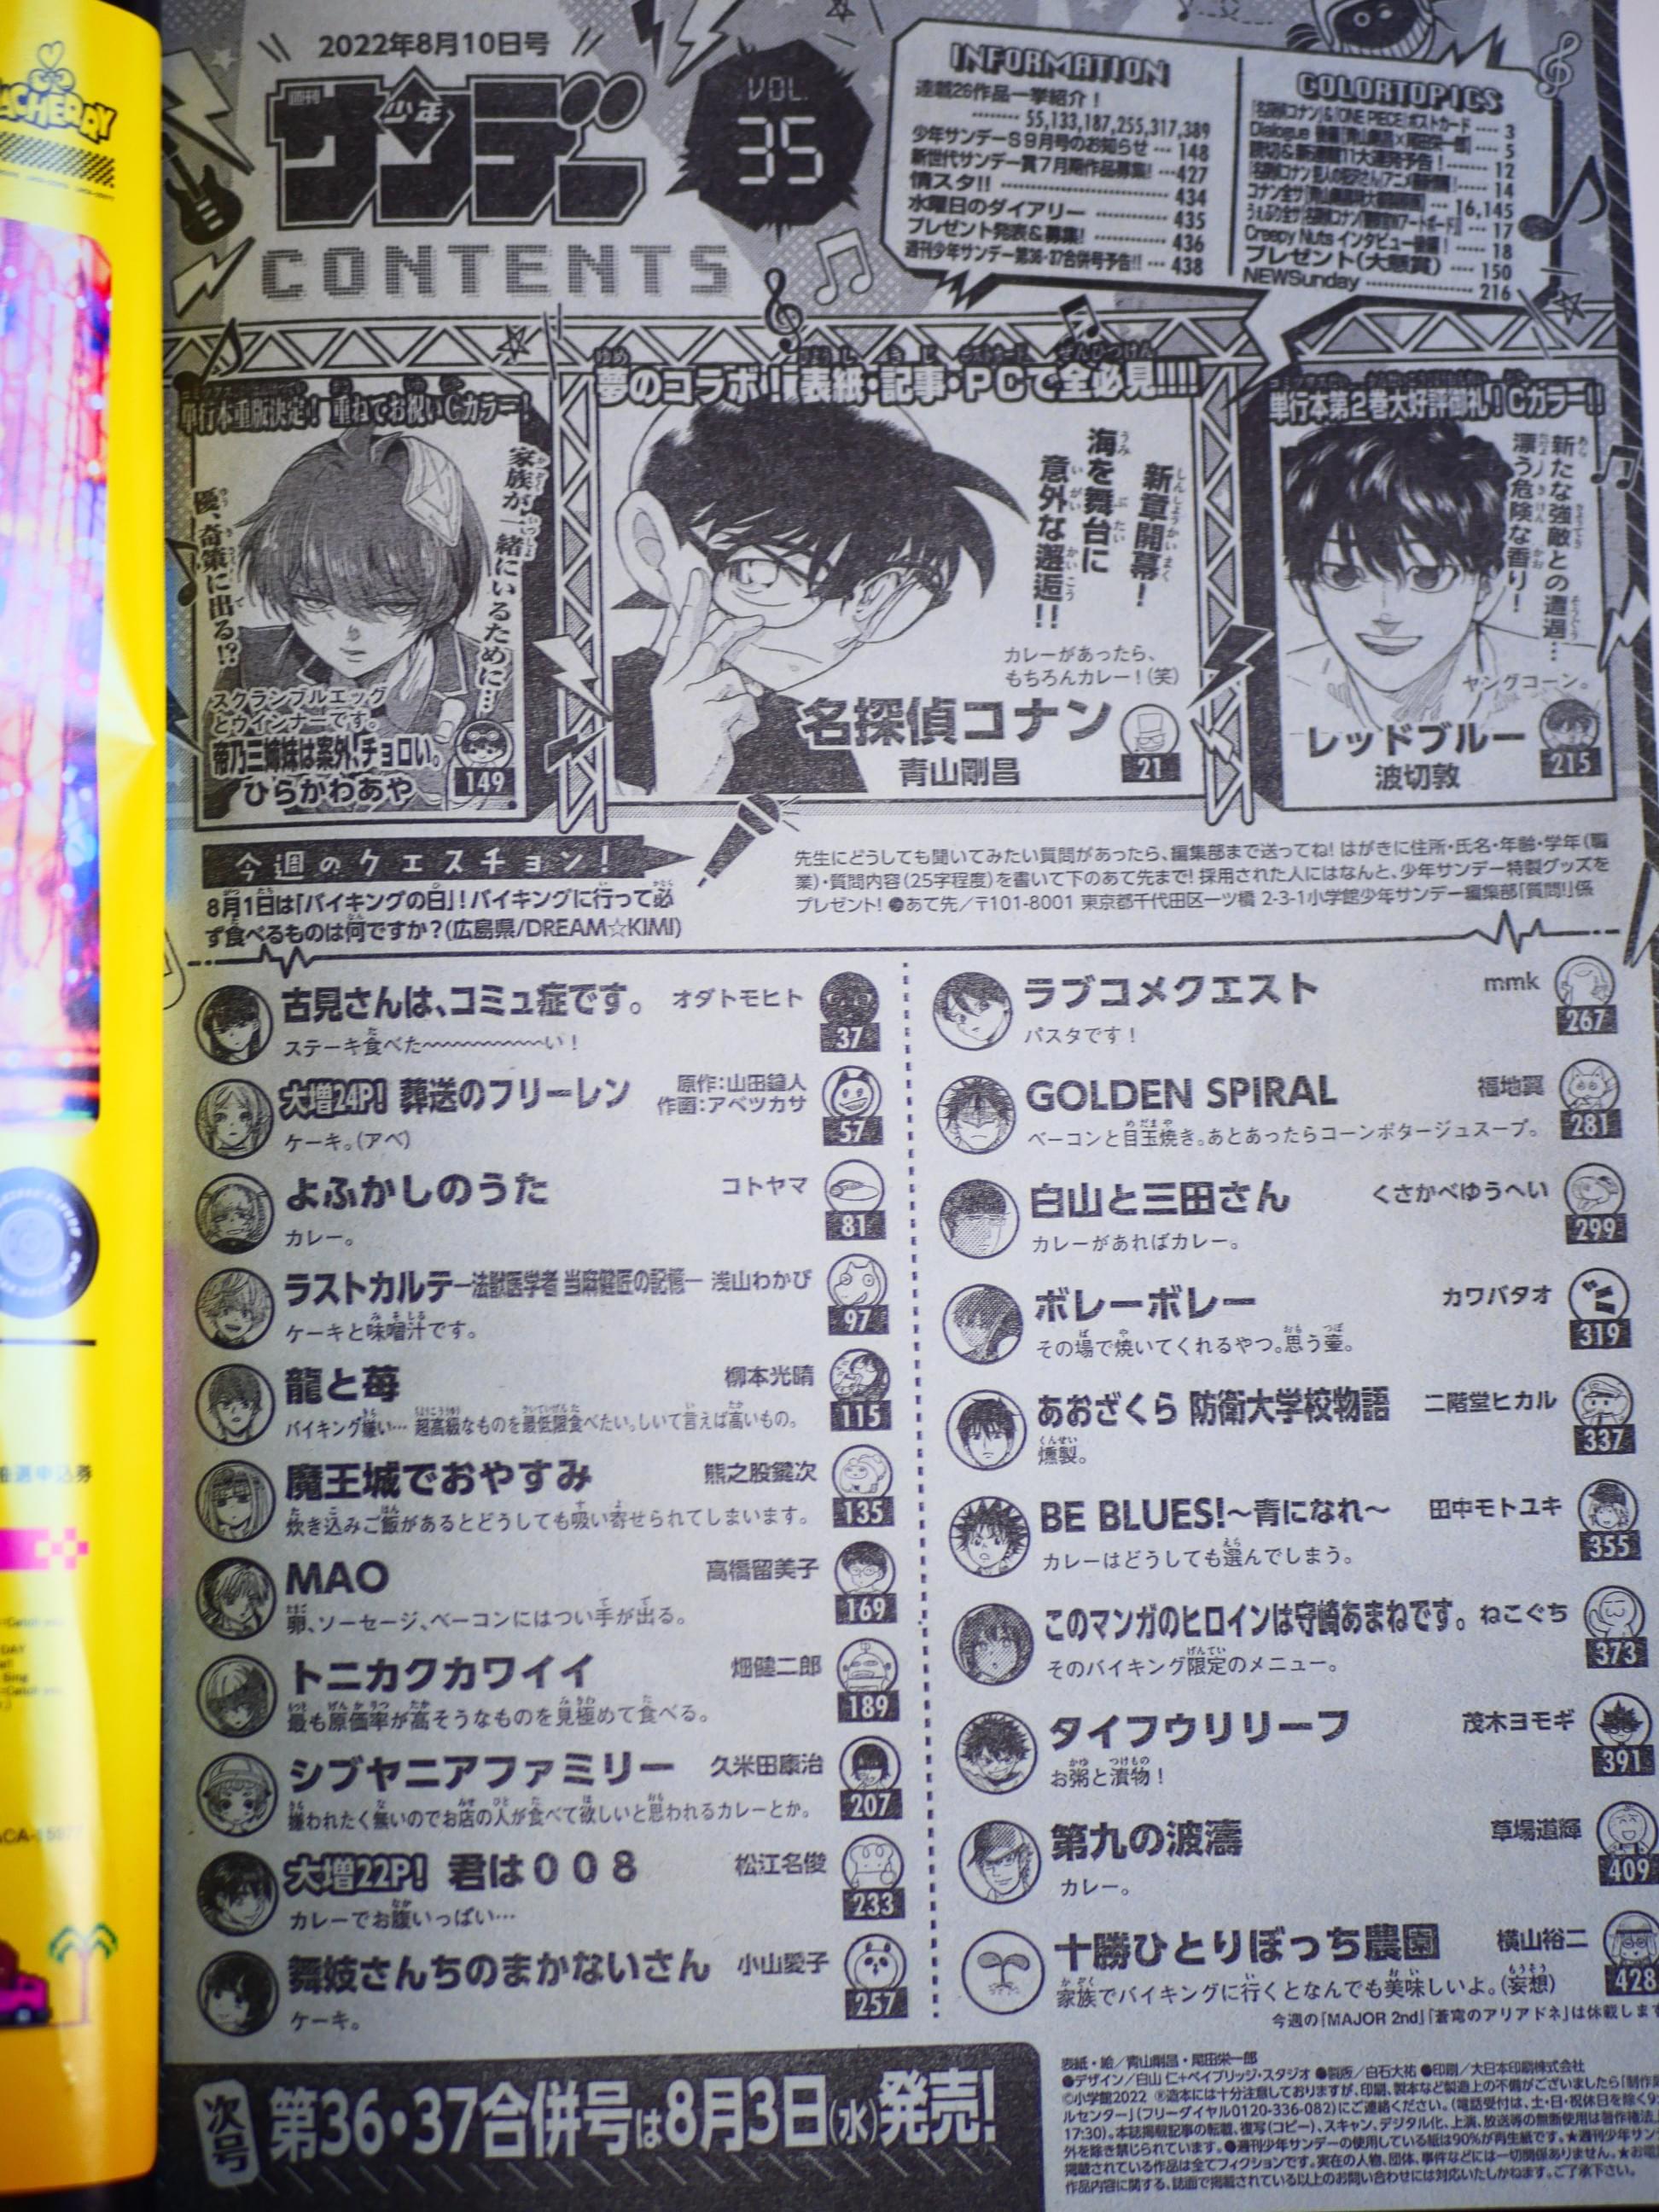 2022年8月10日号
週刊
少年
サンデー
CONTENTS
VOL.
35
INFORMATION
連載26作品一挙紹介！
55,133,187,255,317,389
少年サンデーS9月号のお知らせ … 148
新世代サンデー賞7月期作品募集! … 427
情スタ!! … 434
水曜日のダイアリー … 435
プレゼント発表&募集! … 436
週刊少年サンデー第36・37合併号予告!! … 438
COLORTOPICS
『名探偵コナン』&『ONE PIECE』ポストカード … 3
Dialogue 後編『青山剛昌×尾田栄一郎』 … 5
12
14
16,145
17
Creepy Nuts インタビュー後編！ … 18
プレゼント(大懸賞) … 150
NEWSunday … 216
単行本重版決定！ 重ねてお祝いCカラー！
家族が一緒にいるために…
優、奇策に出る!?
スクランブルエッグ
とウインナーです。
帝乃三姉妹は案外、チョロい。
ひらかわあや
149
夢のコラボ!! 表紙・記事・PCで全必見!!!!
新章開幕！
海を舞台に
意外な邂逅!!
カレーがあったら、
もちろんカレー！(笑)
名探偵コナン
青山剛昌
21
単行本第2巻大好評御礼！Cカラー!!
新たな強敵との遭遇…
漂う危険な香り！
ヤングコーン。
レッドブルー
波切敦
215
今週のクエスチョン！
8月1日は「バイキングの日」！バイキングに行って必
ず食べるものは何ですか？(広島県/DREAM☆KIMI)
先生にどうしても聞いてみたい質問があったら、編集部まで送ってね！はがきに住所・氏名・年齢・学年(職
業)・質問内容(25字程度)を書いて下のあて先まで！採用された人にはなんと、少年サンデー特製グッズを
プレゼント！●あて先／〒101-8001 東京都千代田区一ツ橋 2-3-1小学館少年サンデー編集部「質問!」係
古見さんは、コミュ症です。 オダトモヒト
ステーキ食べた〜〜〜〜〜〜い！
37
大増24P! 葬送のフリーレン 原作：山田鐘人
作画：アベツカサ
ケーキ。(アベ)
57
よふかしのうた コトヤマ
カレー。
81
ラストカルテ―法獣医学者 当麻健匠の記憶― 浅山わかび
ケーキと味噌汁です。
97
龍と苺 柳本光晴
バイキング嫌い… 超高級なものを最低限食べたい。しいて言えば高いもの。
115
魔王城でおやすみ 熊之股鍵次
炊き込みご飯があるとどうしても吸い寄せられてしまいます。
135
MAO 高橋留美子
卵、ソーセージ、ベーコンにはつい手が出る。
169
トニカクカワイイ 畑健二郎
最も原価率が高そうなものを見極めて食べる。
189
シブヤニアファミリー 久米田康治
嫌われたく無いのでお店の人が食べて欲しいと思われるカレーとか。
207
大増22P! 君は008 松江名俊
カレーでお腹いっぱい…
233
舞妓さんちのまかないさん 小山愛子
ケーキ。
257
ラブコメクエスト mmk
パスタです！
267
GOLDEN SPIRAL 福地翼
ベーコンと目玉焼き。あとあったらコーンポタージュスープ。
281
白山と三田さん くさかべゆうへい
カレーがあればカレー。
299
ボレーボレー カワバタオ
その場で焼いてくれるやつ。思う壷。
319
あおざくら 防衛大学校物語 二階堂ヒカル
燻製。
337
BE BLUES!〜青になれ〜 田中モトユキ
カレーはどうしても選んでしまう。
355
このマンガのヒロインは守崎あまねです。 ねこぐち
そのバイキング限定のメニュー。
373
タイフウリリーフ 茂木ヨモギ
お粥と漬物！
391
第九の波濤 草場道輝
カレー。
409
十勝ひとりぼっち農園 横山裕二
家族でバイキングに行くとなんでも美味しいよ。(妄想)
428
今週の「MAJOR 2nd」「蒼穹のアリアドネ」は休載します
次号
第36・37合併号は8月3日(水)発売!
表紙・絵／青山剛昌・尾田栄一郎
●デザイン／白山 仁+ベイブリッジ・スタジオ ●製版／白石大祐 ●印刷／大日本印刷株式会社
©小学館2022 ®造本には十分注意しておりますが、印刷、製本など製造上の不備がございましたら「制作局
ルセンター」(フリーダイヤル0120-336-082)にご連絡ください。(電話受付は、土・日・祝休日を除く9:
17:30)。本誌掲載記事の転載、複写(コピー)、スキャン、デジタル化、上演、放送等の無断使用は著作権法上
外を除き禁じられています。●週刊少年サンデーの使用している紙は90%が再生紙です。★週刊少年サン
掲載されている作品は全てフィクションです。実在の人物、団体、事件などには一切関係ありません。★お電
作品内容に関する、誌面で掲載されている以上のお問い合わせには対応いたしかねます。ご了承下さい。